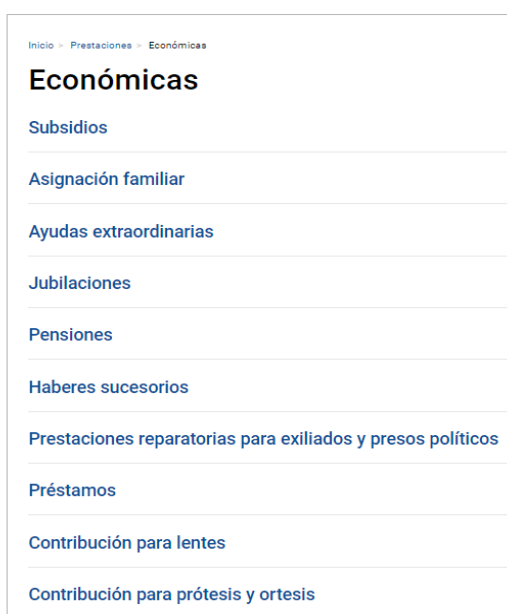 Inicio > Prestaciones > Económicas
Económicas
Subsidios
Asignación familiar
Ayudas extraordinarias
Jubilaciones
Pensiones
Haberes sucesorios
Prestaciones reparatorias para exiliados y presos políticos
Préstamos
Contribución para lentes
Contribución para prótesis y ortesis